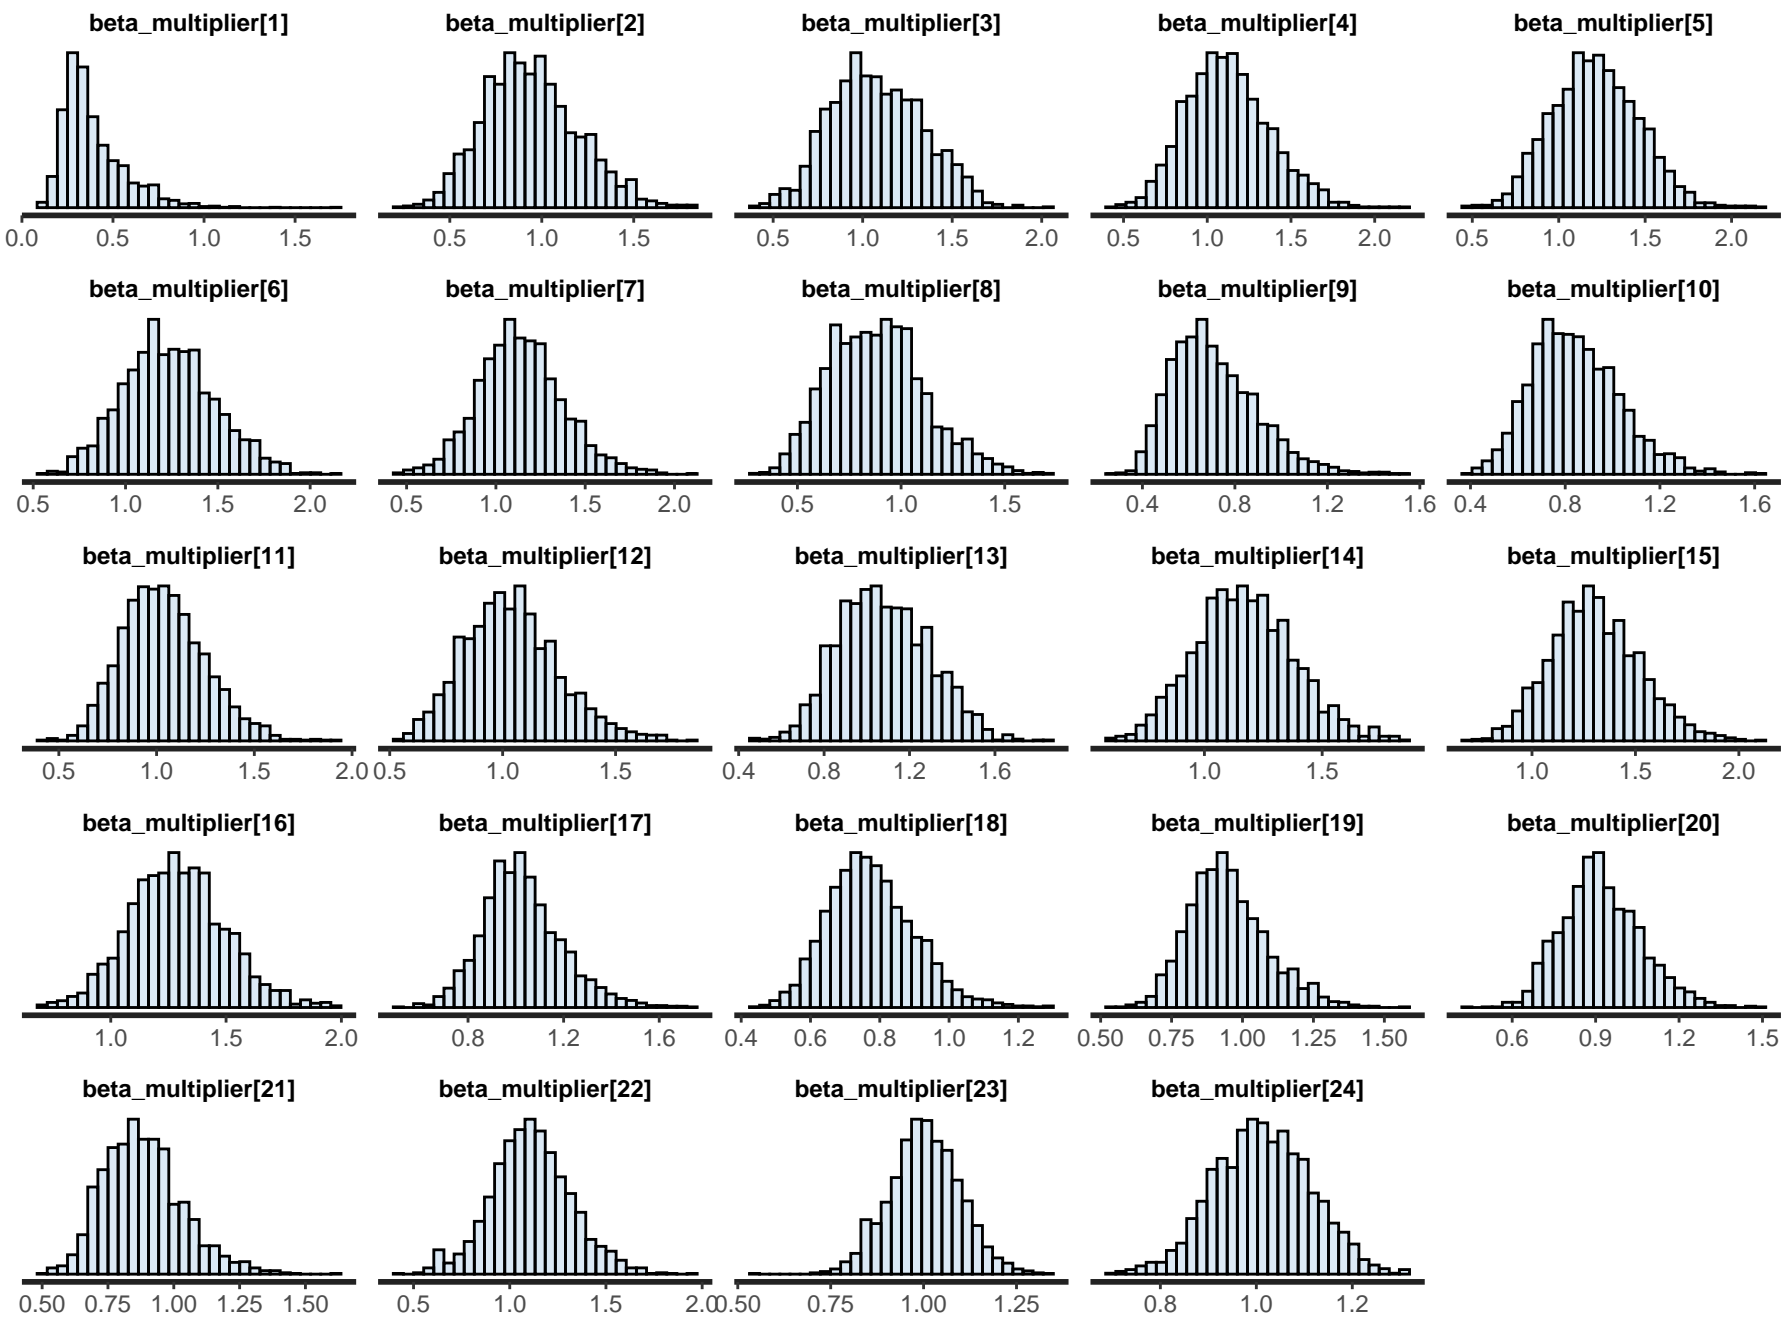 beta_multiplier[1] beta_multiplier[2] beta_multiplier[3] beta_multiplier[4] beta_multiplier[5]
0.0 0.5 1.0 1.5 0.5 1.0 1.5 0.5 1.0 1.5 2.0 0.5 1.0 1.5 2.0 0.5 1.0 1.5 2.0
beta_multiplier[6] beta_multiplier[7] beta_multiplier[8] beta_multiplier[9] beta_multiplier[10]
0.5 1.0 1.5 2.0 0.5 1.0 1.5 2.0 0.5 1.0 1.5 0.4 0.8 1.2 1.6 0.4 0.8 1.2 1.6
beta_multiplier[11] beta_multiplier[12] beta_multiplier[13] beta_multiplier[14] beta_multiplier[15]
0.5 1.0 1.5 2.0 0.5 1.0 1.5 0.4 0.8 1.2 1.6 1.0 1.5 1.0 1.5 2.0
beta_multiplier[16] beta_multiplier[17] beta_multiplier[18] beta_multiplier[19] beta_multiplier[20]
1.0 1.5 2.0 0.8 1.2 1.6 0.4 0.6 0.8 1.0 1.2 0.50 0.75 1.00 1.25 1.50 0.6 0.9 1.2 1.5
beta_multiplier[21] beta_multiplier[22] beta_multiplier[23] beta_multiplier[24]
0.50 0.75 1.00 1.25 1.50 0.5 1.0 1.5 2.0 0.50 0.75 1.00 1.25 0.8 1.0 1.2